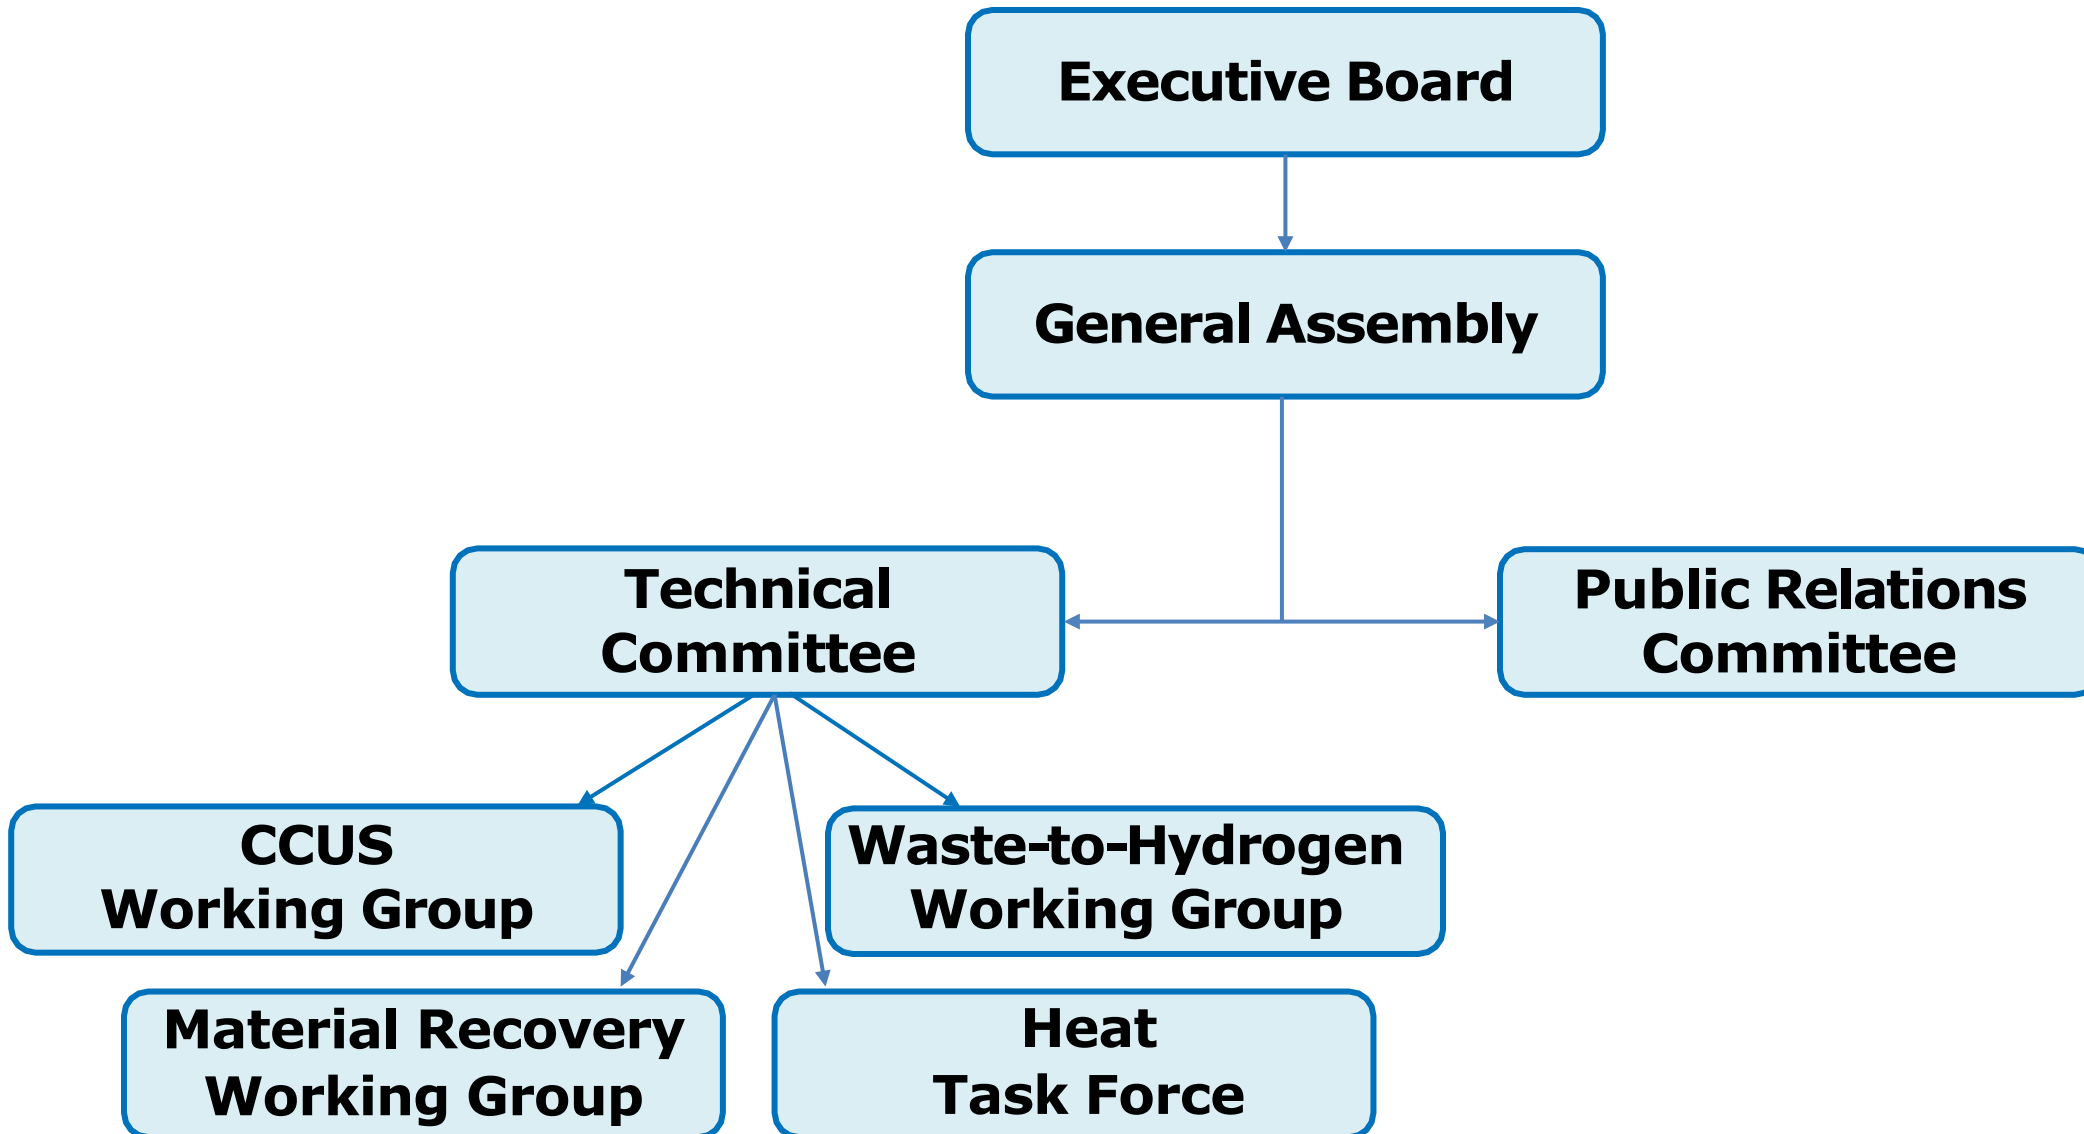 Executive Board
General Assembly
Technical
Committee
Public Relations
Committee
CCUS
Working Group
Waste-to-Hydrogen
Working Group
Material Recovery
Working Group
Heat
Task Force